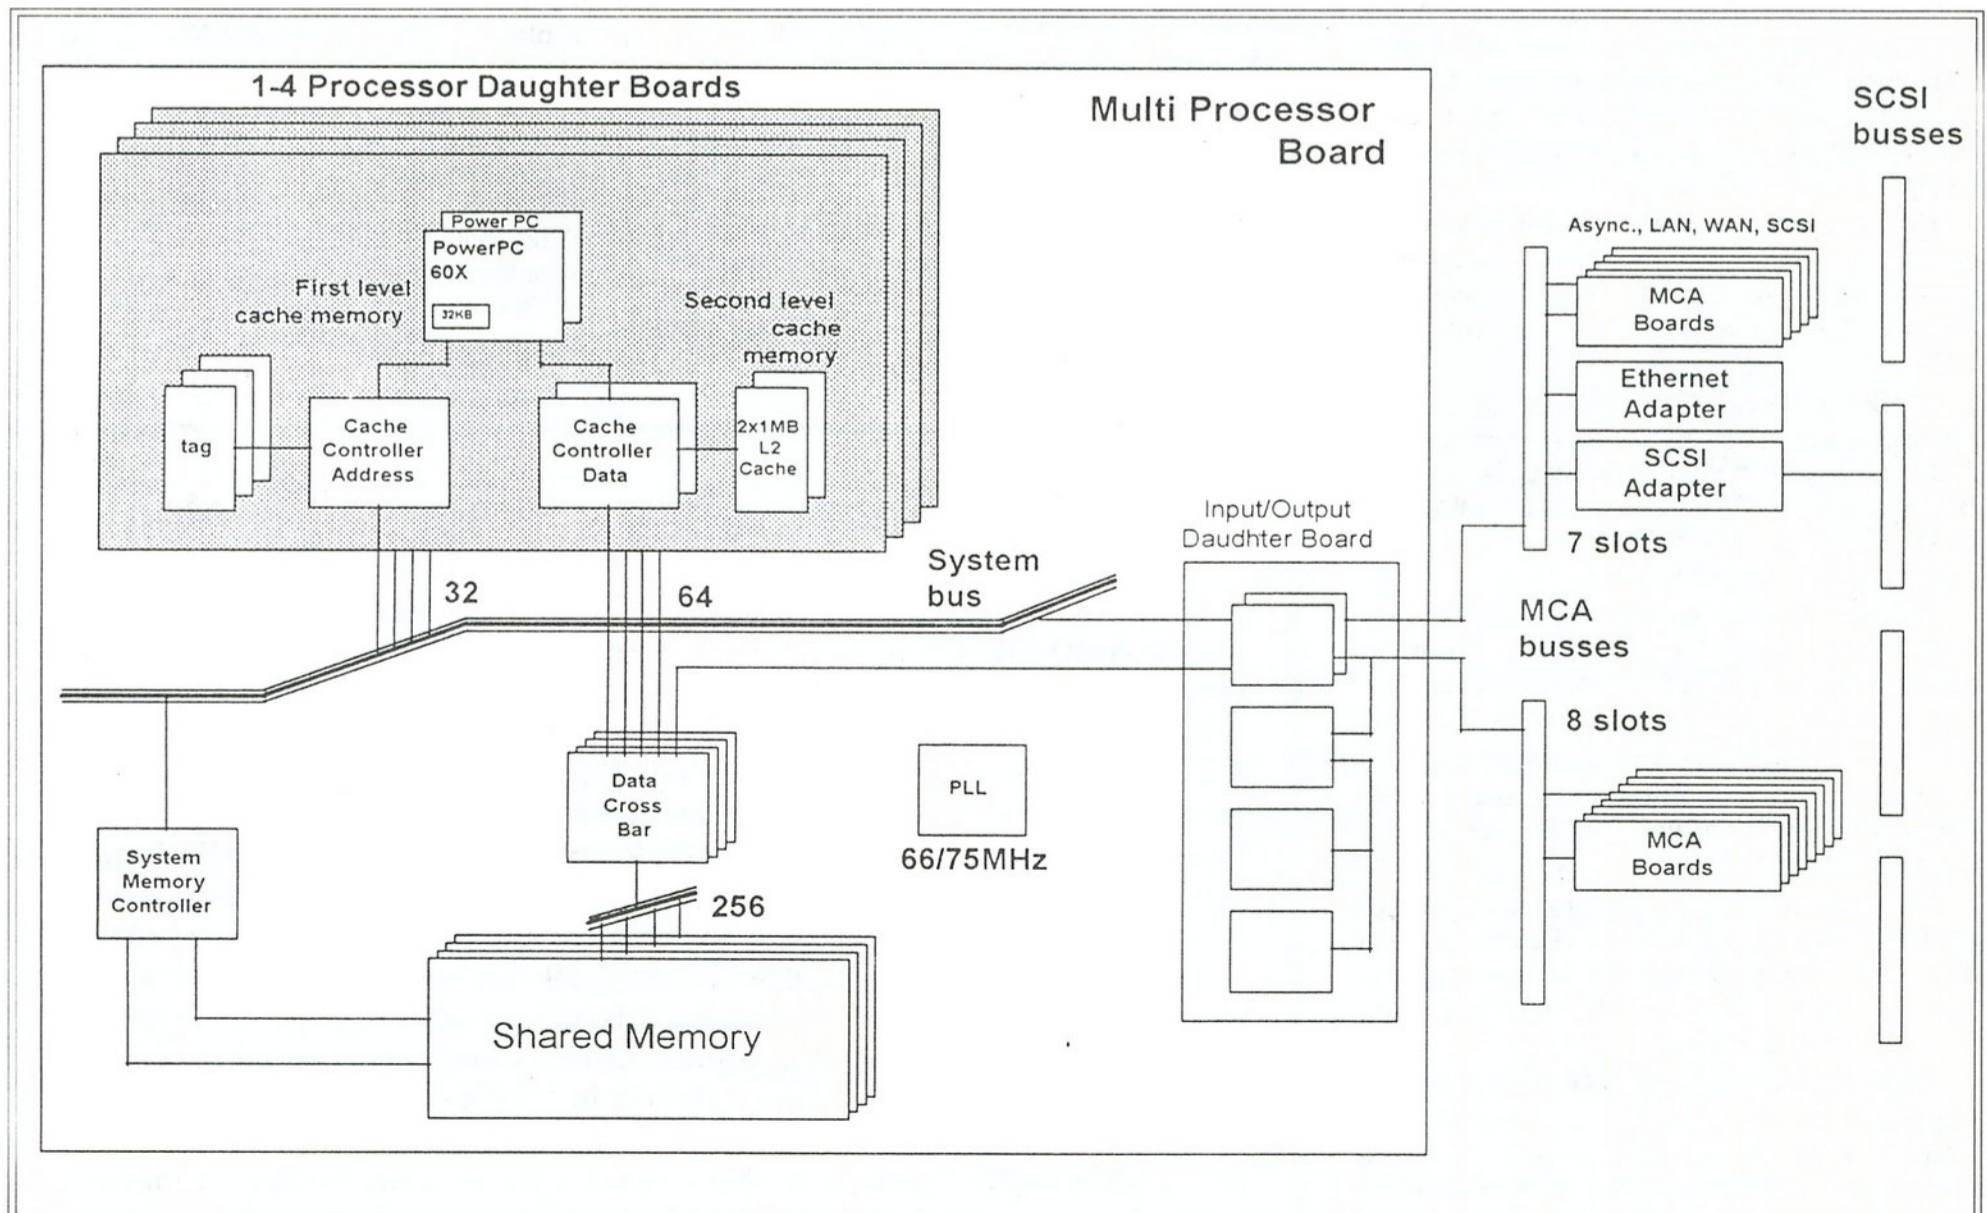 1-4 Processor Daughter Boards
Multi Processor
Board
SCSI
busses
Power PC
PowerPC
60X
32KB
First level
cache memory
Second level
cache
memory
tag
Cache
Controller
Address
Cache
Controller
Data
2x1MB
L2
Cache
Async., LAN, WAN, SCSI
MCA
Boards
Ethernet
Adapter
SCSI
Adapter
7 slots
Input/Output
Daudhter Board
System
bus
32
64
MCA
busses
8 slots
MCA
Boards
Data
Cross
Bar
PLL
66/75MHz
System
Memory
Controller
256
Shared Memory